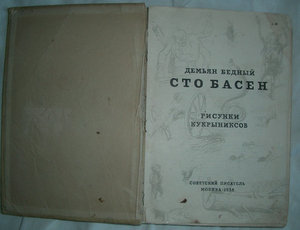 ДЕМЬЯН БЕДНЫЙ
СТО БАСЕН
РИСУНКИ
КУКРЫНИКСОВ
СОВЕТСКИЙ ПИСАТЕЛЬ
МОСКВА